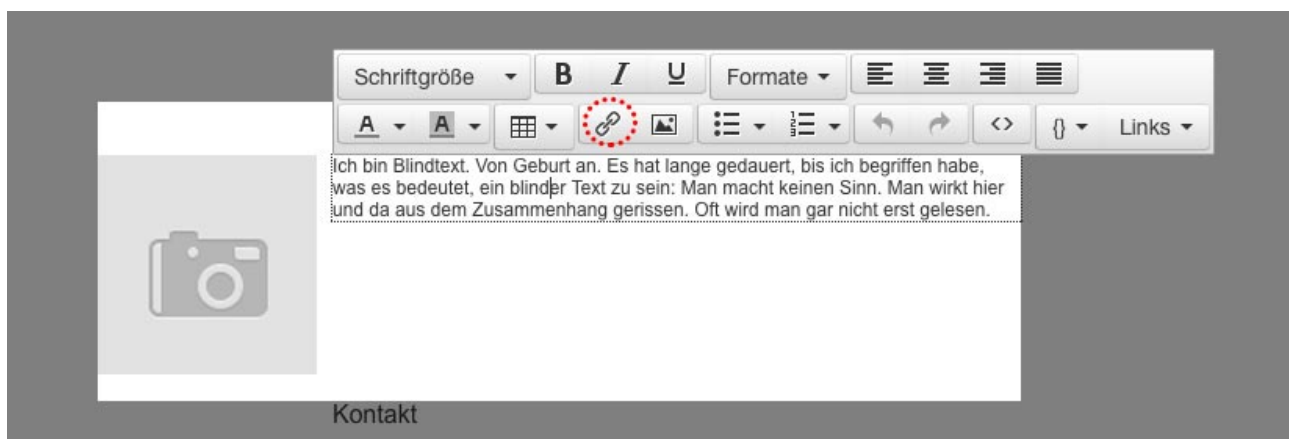 Schriftgröße B I U Formate
A A {} Links
Ich bin Blindtext. Von Geburt an. Es hat lange gedauert, bis ich begriffen habe,
was es bedeutet, ein blinder Text zu sein: Man macht keinen Sinn. Man wirkt hier
und da aus dem Zusammenhang gerissen. Oft wird man gar nicht erst gelesen.
Kontakt